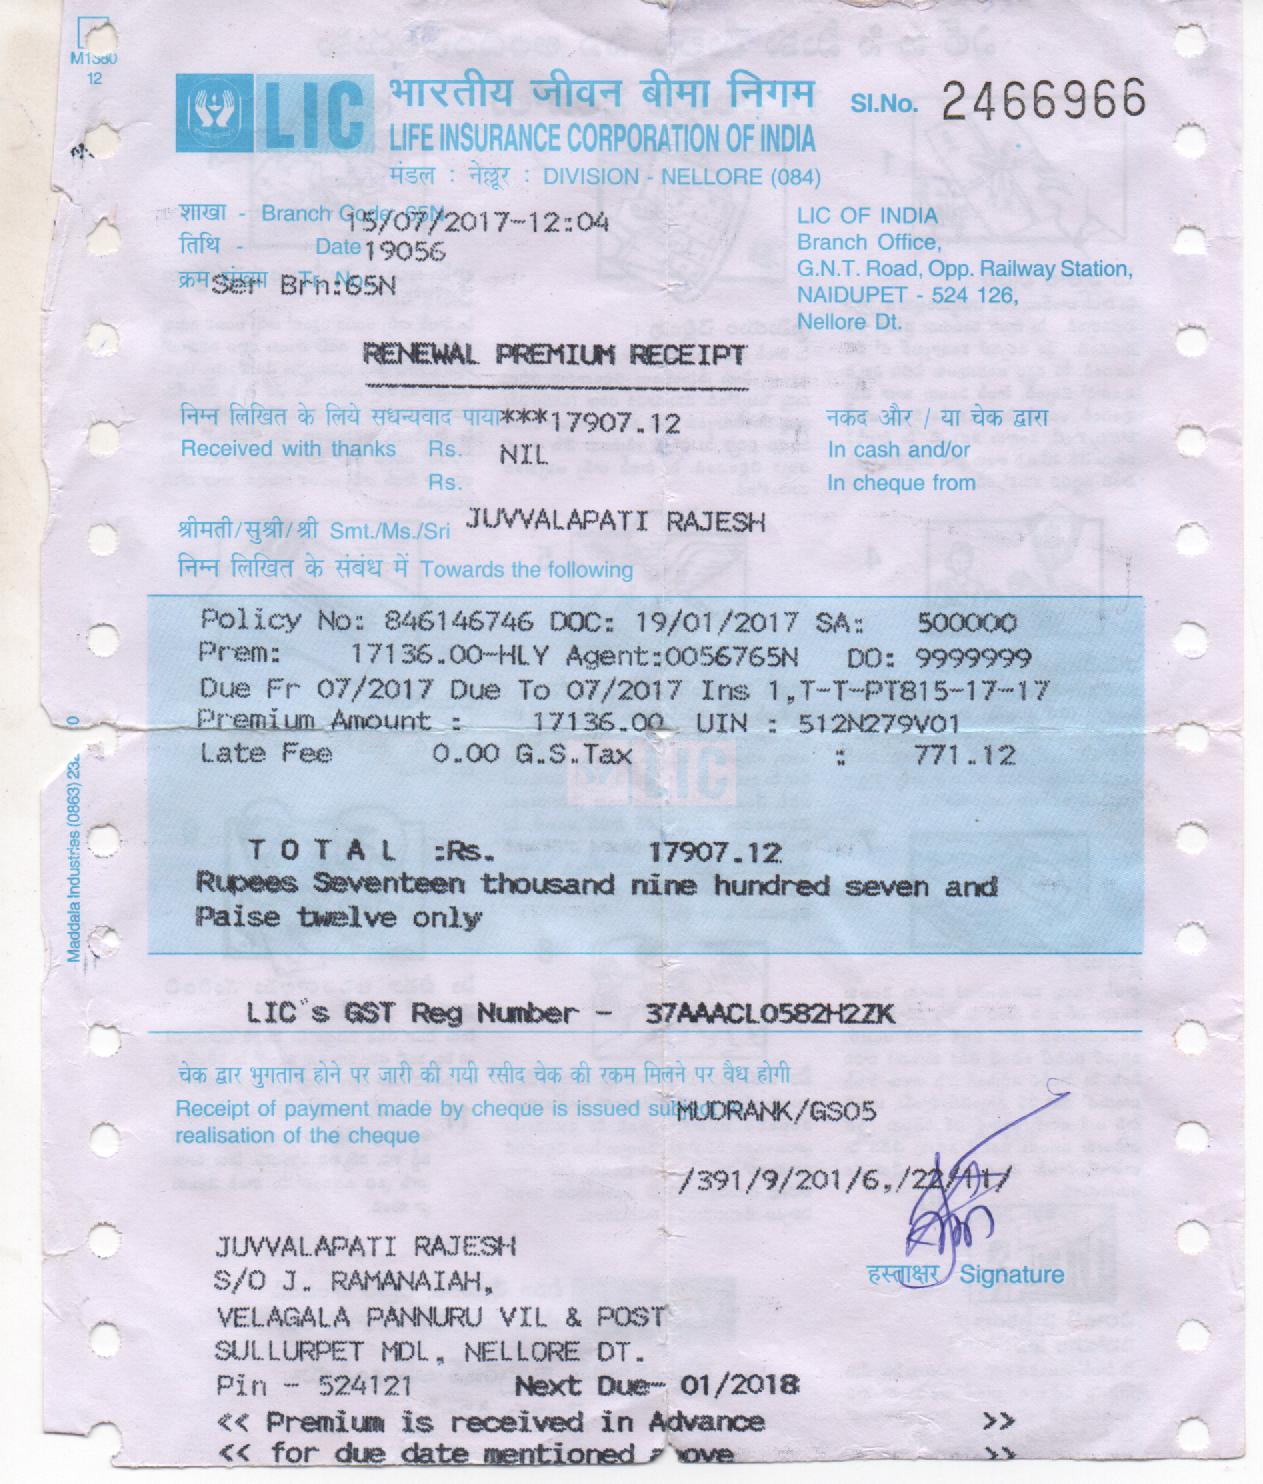 M1380
12
LIC
भारतीय जीवन बीमा निगम
LIFE INSURANCE CORPORATION OF INDIA
Sl.No. 2466966
मंडल : नेल्लूर : DIVISION - NELLORE (084)
शाखा - Branch Code 65N
15/07/2017-12:04
तिथि - Date 19056
क्रम संख्या Tr. No.
Ser Brn:65N
LIC OF INDIA
Branch Office,
G.N.T. Road, Opp. Railway Station,
NAIDUPET - 524 126,
Nellore Dt.
RENEWAL PREMIUM RECEIPT
निम्न लिखित के लिये सधन्यवाद पाया ***17907.12 नकद और / या चेक द्वारा
Received with thanks Rs. NIL In cash and/or
Rs. In cheque from
श्रीमती/सुश्री/श्री Smt./Ms./Sri JUVVALAPATI RAJESH
निम्न लिखित के संबंध में Towards the following
Policy No: 846146746 DOC: 19/01/2017 SA: 500000
Prem: 17136.00-HLY Agent:0056765N DO: 9999999
Due Fr 07/2017 Due To 07/2017 Ins 1,T-T-PT815-17-17
Premium Amount : 17136.00 UIN : 512N279V01
Late Fee 0.00 G.S.Tax : 771.12
LIC
T O T A L :Rs. 17907.12
Rupees Seventeen thousand nine hundred seven and
Paise twelve only
LIC"s GST Reg Number - 37AAACL0582H2ZK
चेक द्वार भुगतान होने पर जारी की गयी रसीद चेक की रकम मिलने पर वैध होगी
Receipt of payment made by cheque is issued MUDRANK/GS05
realisation of the cheque
/391/9/201/6,/22/11/
हस्ताक्षर Signature
JUVVALAPATI RAJESH
S/O J. RAMANAIAH,
VELAGALA PANNURU VIL & POST
SULLURPET MDL, NELLORE DT.
Pin - 524121 Next Due- 01/2018
<< Premium is received in Advance >>
<< for due date mentioned above >>
Maddala Industries (0863)